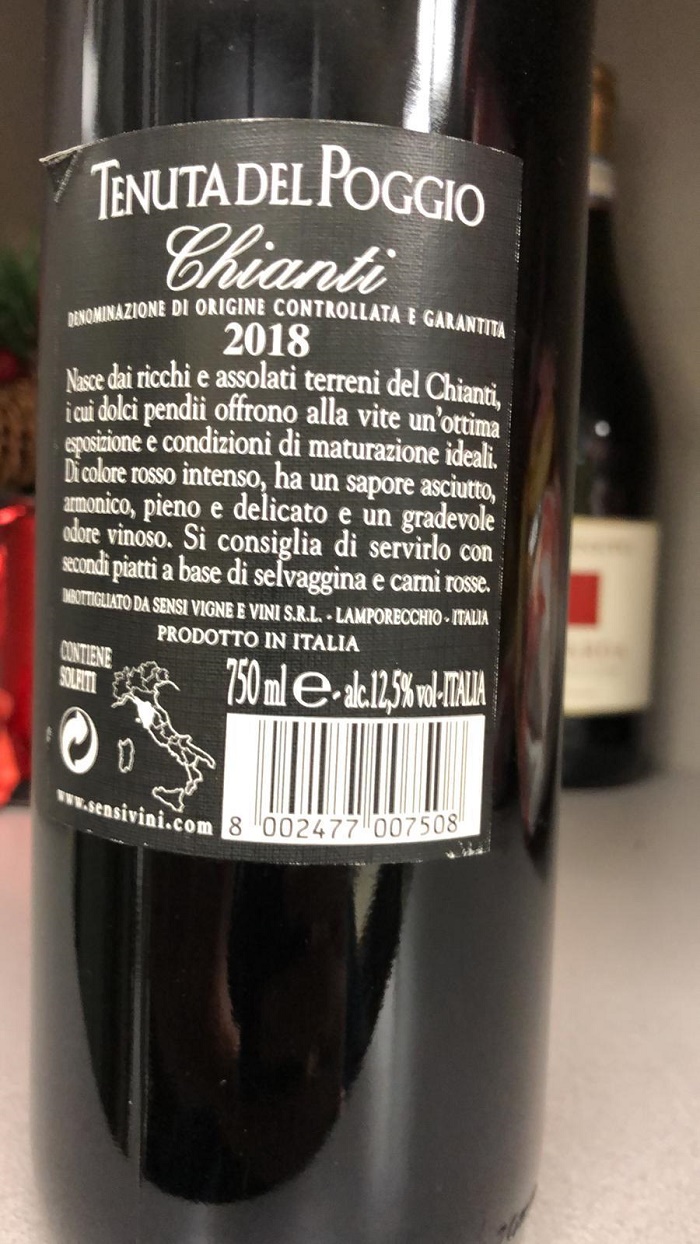 TENUTA DEL POGGIO
Chianti
DENOMINAZIONE DI ORIGINE CONTROLLATA E GARANTITA
2018
Nasce dai ricchi e assolati terreni del Chianti,
i cui dolci pendii offrono alla vite un'ottima
esposizione e condizioni di maturazione ideali.
Di colore rosso intenso, ha un sapore asciutto,
armonico, pieno e delicato e un gradevole
odore vinoso. Si consiglia di servirlo con
secondi piatti a base di selvaggina e carni rosse.
IMBOTTIGLIATO DA SENSI VIGNE E VINI S.R.L. - LAMPORECCHIO - ITALIA
PRODOTTO IN ITALIA
CONTIENE
SOLFITI
750 ml e - alc.12,5% vol-ITALIA
www.sensivini.com
8 002477 007508